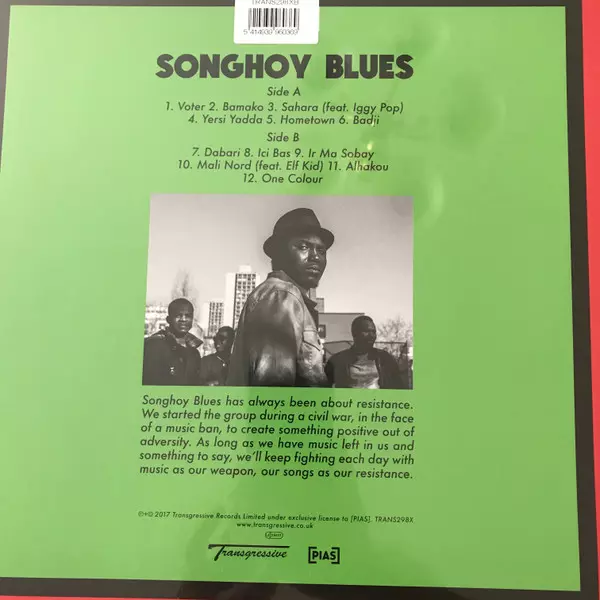 TRANS298XB
5 414939 960369
SONGHOY BLUES
Side A
1. Voter 2. Bamako 3. Sahara (feat. Iggy Pop)
4. Yersi Yadda 5. Hometown 6. Badji
Side B
7. Dabari 8. Ici Bas 9. Ir Ma Sobay
10. Mali Nord (feat. Elf Kid) 11. Alhakou
12. One Colour
Songhoy Blues has always been about resistance.
We started the group during a civil war, in the face
of a music ban, to create something positive out of
adversity. As long as we have music left in us and
something to say, we'll keep fighting each day with
music as our weapon, our songs as our resistance.
℗+© 2017 Transgressive Records Limited under exclusive license to [PIAS]. TRANS298X
www.transgressive.co.uk
Transgressive [PIAS]